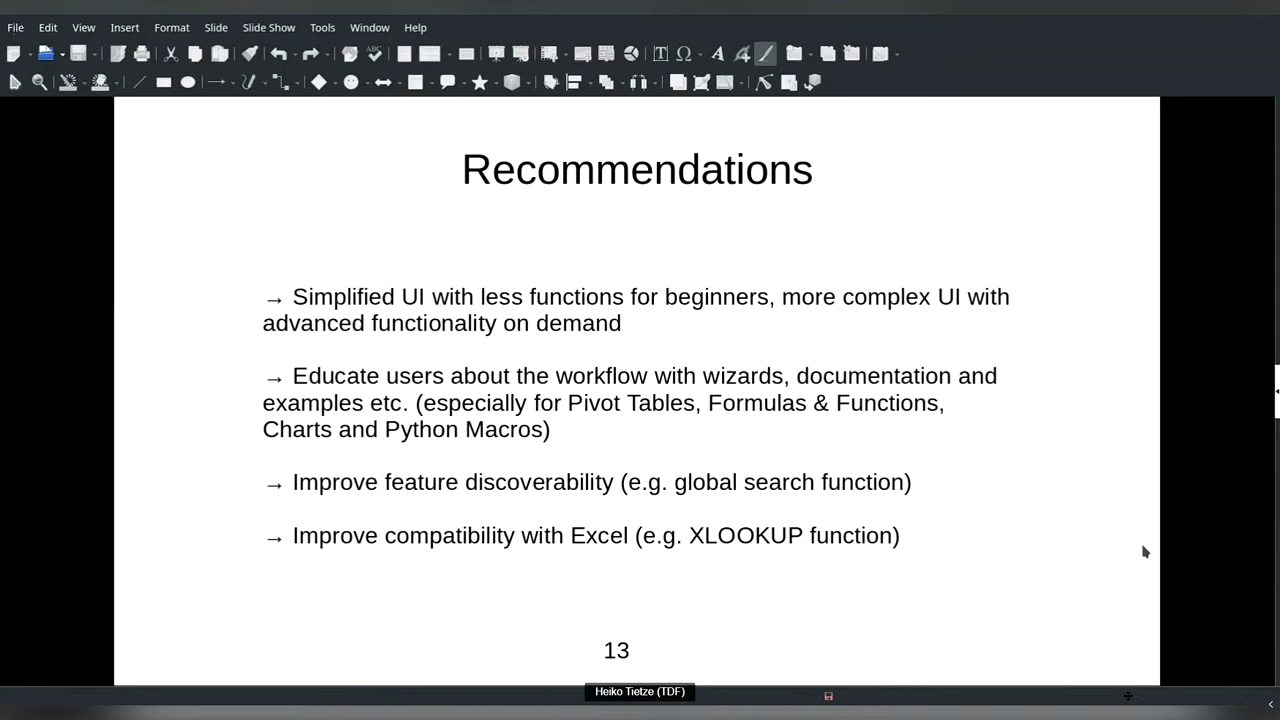 File Edit View Insert Format Slide Slide Show Tools Window Help
Recommendations
→ Simplified UI with less functions for beginners, more complex UI with
advanced functionality on demand
→ Educate users about the workflow with wizards, documentation and
examples etc. (especially for Pivot Tables, Formulas & Functions,
Charts and Python Macros)
→ Improve feature discoverability (e.g. global search function)
→ Improve compatibility with Excel (e.g. XLOOKUP function)
13
Heiko Tietze (TDF)